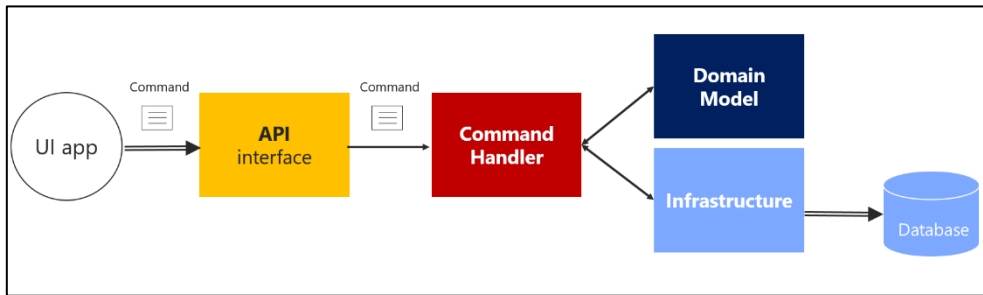 Command
Command
UI app
API
interface
Command
Handler
Domain
Model
Infrastructure
Database